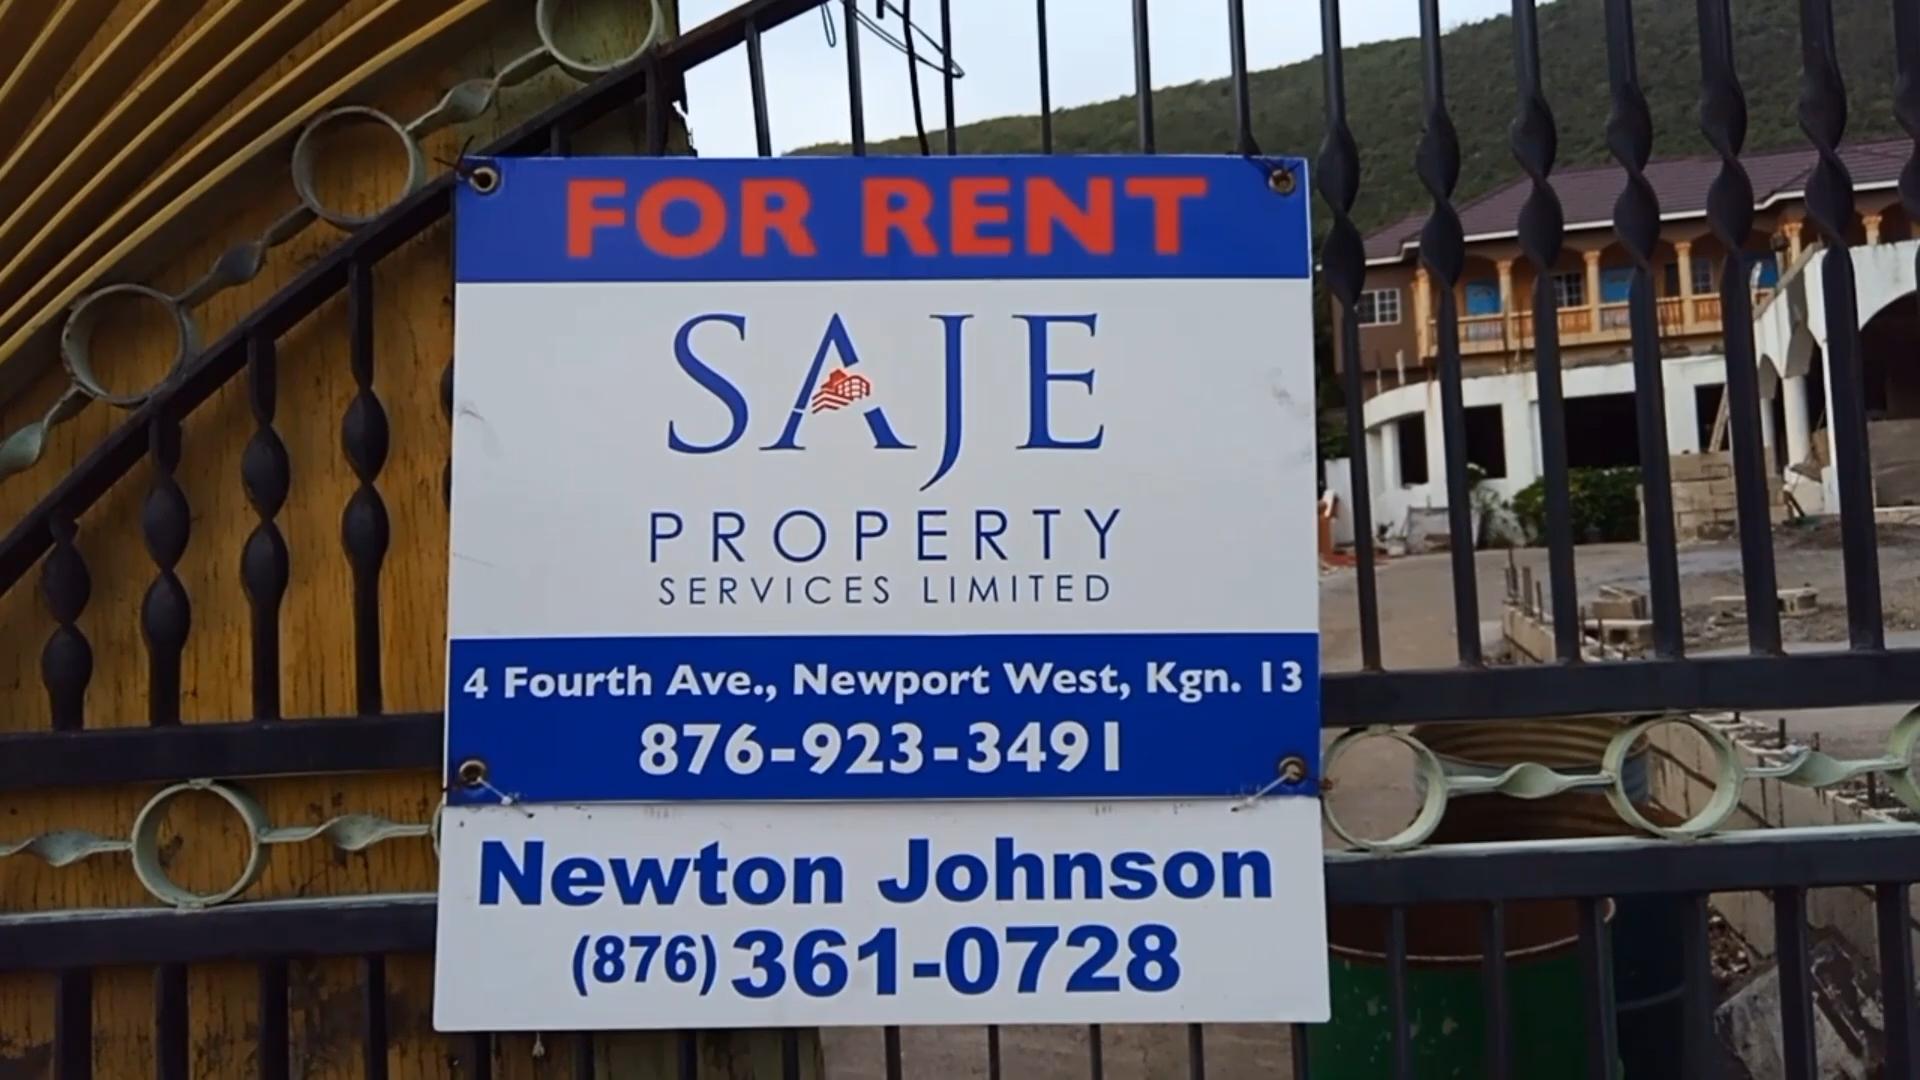 FOR RENT
SAJE
PROPERTY
SERVICES LIMITED
4 Fourth Ave., Newport West, Kgn. 13
876-923-3491
Newton Johnson
(876) 361-0728